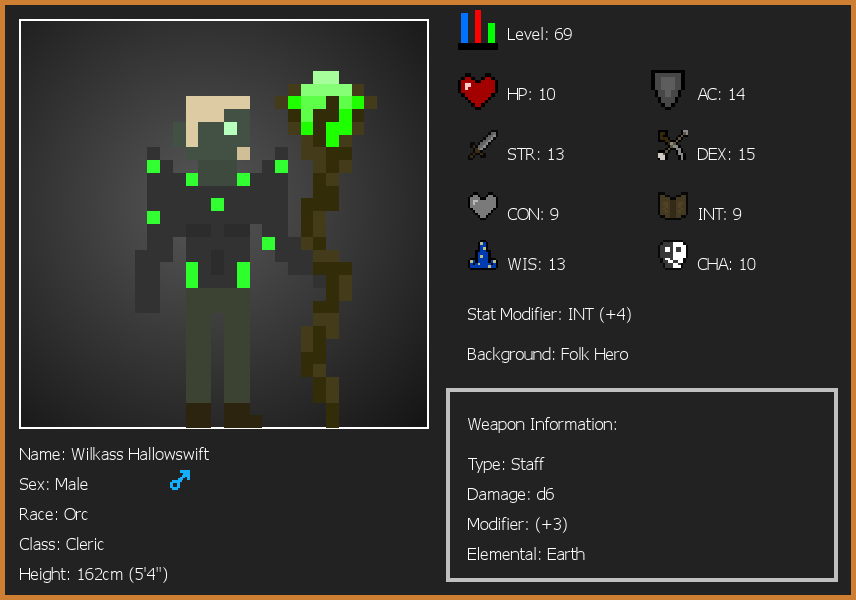 Level: 69
HP: 10
AC: 14
STR: 13
DEX: 15
CON: 9
INT: 9
WIS: 13
CHA: 10
Stat Modifier: INT (+4)
Background: Folk Hero
Weapon Information:
Type: Staff
Damage: d6
Modifier: (+3)
Elemental: Earth
Name: Wilkass Hallowswift
Sex: Male
Race: Orc
Class: Cleric
Height: 162cm (5'4")